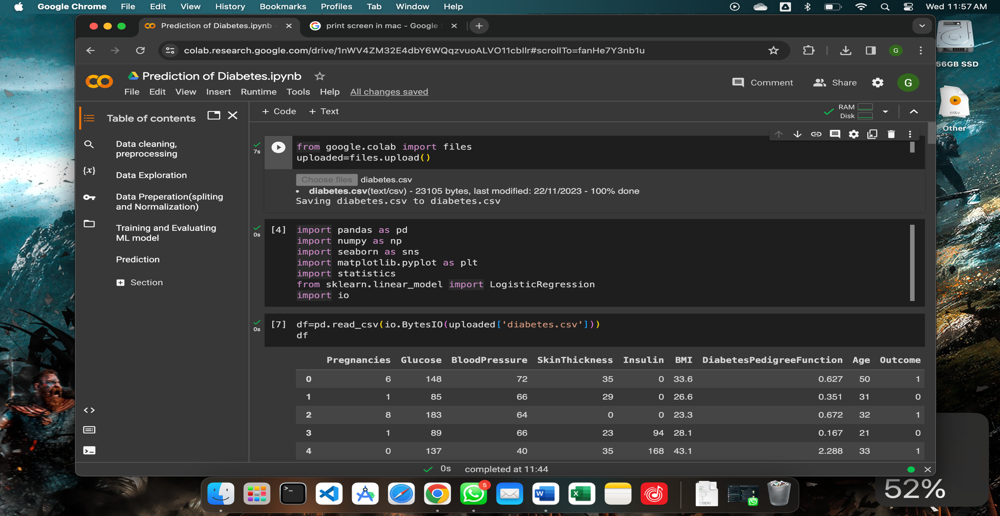 Google Chrome File Edit View History Bookmarks Profiles Tab Window Help Wed 11:57 AM
Prediction of Diabetes.ipynb - print screen in mac - Google
colab.research.google.com/drive/1nWV4ZM32E4dbY6WQqzvuoALVO11cbIlr#scrollTo=fanHe7Y3nb1u G
56GB SSD
Prediction of Diabetes.ipynb
Comment Share G
File Edit View Insert Runtime Tools Help All changes saved
mkv
Other
Table of contents
Data cleaning,
preprocessing
Data Exploration
Data Preperation(spliting
and Normalization)
Training and Evaluating
ML model
Prediction
Section
{x}
+ Code + Text
RAM
Disk
7s
from google.colab import files
uploaded=files.upload()
Choose files diabetes.csv
• diabetes.csv(text/csv) - 23105 bytes, last modified: 22/11/2023 - 100% done
Saving diabetes.csv to diabetes.csv
0s
[4] import pandas as pd
import numpy as np
import seaborn as sns
import matplotlib.pyplot as plt
import statistics
from sklearn.linear_model import LogisticRegression
import io
0s
[7] df=pd.read_csv(io.BytesIO(uploaded['diabetes.csv']))
df
Pregnancies Glucose BloodPressure SkinThickness Insulin BMI DiabetesPedigreeFunction Age Outcome
0 6 148 72 35 0 33.6 0.627 50 1
1 1 85 66 29 0 26.6 0.351 31 0
2 8 183 64 0 0 23.3 0.672 32 1
3 1 89 66 23 94 28.1 0.167 21 0
4 0 137 40 35 168 43.1 2.288 33 1
0s completed at 11:44
5
W
X
DOC
52%